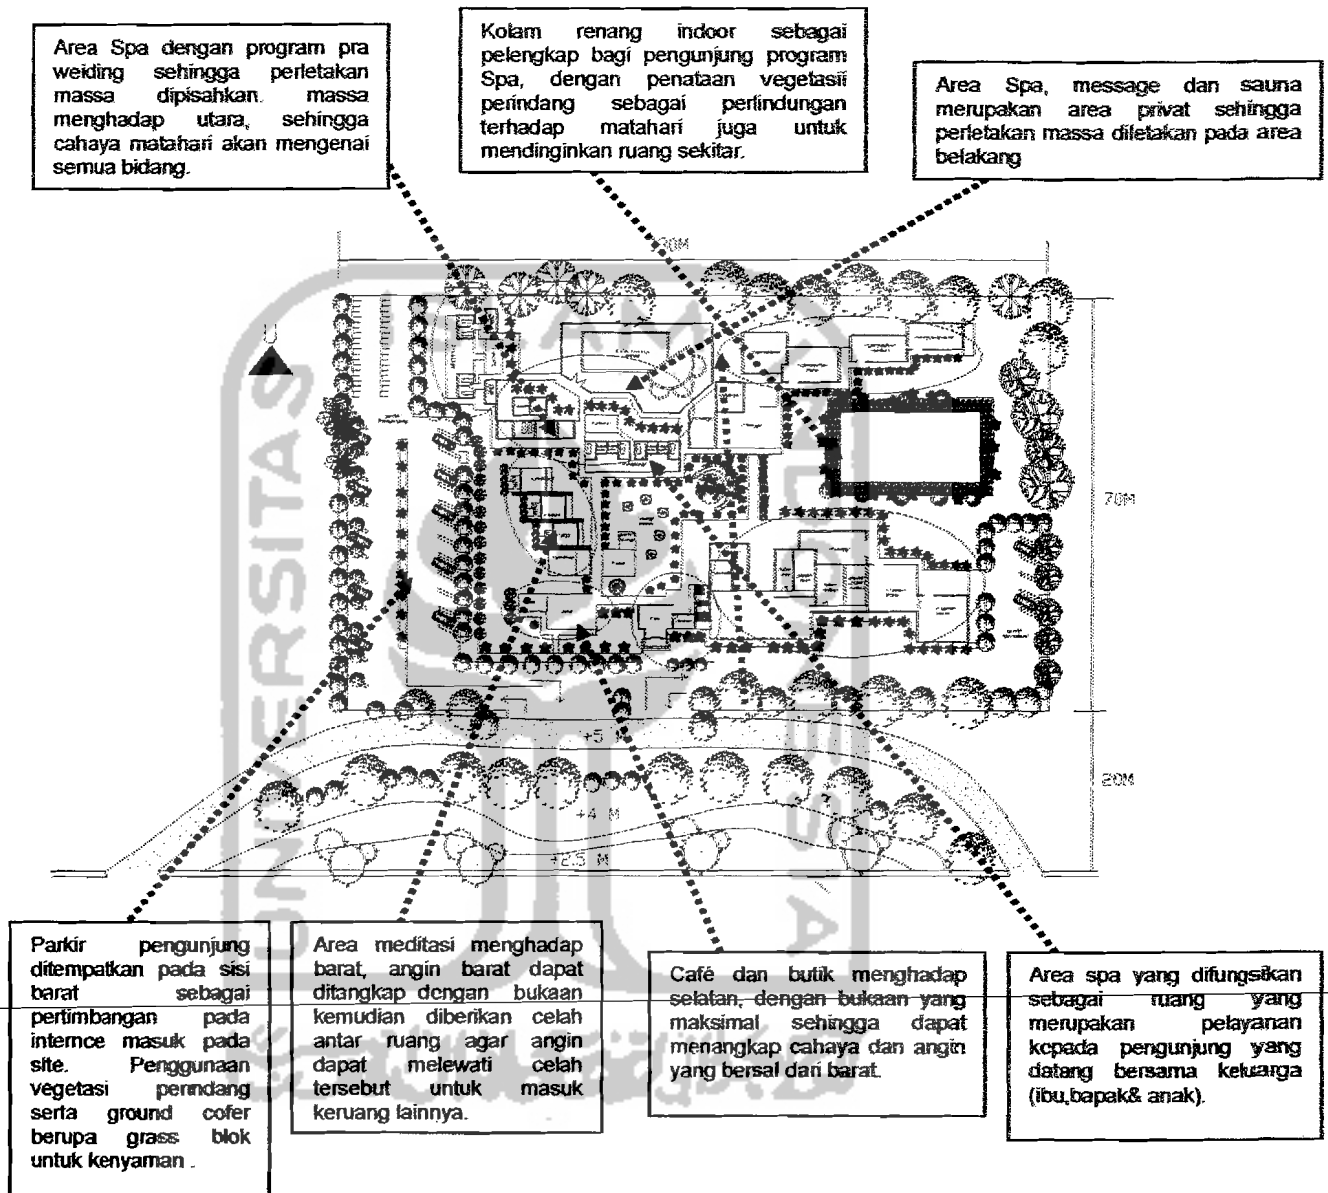 Area Spa dengan program pra
weiding sehingga perletakan
massa dipisahkan. massa
menghadap utara, sehingga
cahaya matahari akan mengenai
semua bidang.
Kolam renang indoor sebagai
pelengkap bagi pengunjung program
Spa, dengan penataan vegetasii
perindang sebagai perlindungan
terhadap matahari juga untuk
mendinginkan ruang sekitar.
Area Spa, message dan sauna
merupakan area privat sehingga
perletakan massa diletakan pada area
belakang
U
70M
20M
+5 M
+4 M
+2.5 M
UNIVERSITAS
ISLAM
INDONESIA
Parkir pengunjung
ditempatkan pada sisi
barat sebagai
pertimbangan pada
internce masuk pada
site. Penggunaan
vegetasi perindang
serta ground cofer
berupa grass blok
untuk kenyaman .
Area meditasi menghadap
barat, angin barat dapat
ditangkap dengan bukaan
kemudian diberikan celah
antar ruang agar angin
dapat melewati celah
tersebut untuk masuk
keruang lainnya.
Café dan butik menghadap
selatan, dengan bukaan yang
maksimal sehingga dapat
menangkap cahaya dan angin
yang bersal dari barat.
Area spa yang difungsikan
sebagai ruang yang
merupakan pelayanan
kepada pengunjung yang
datang bersama keluarga
(ibu,bapak& anak).